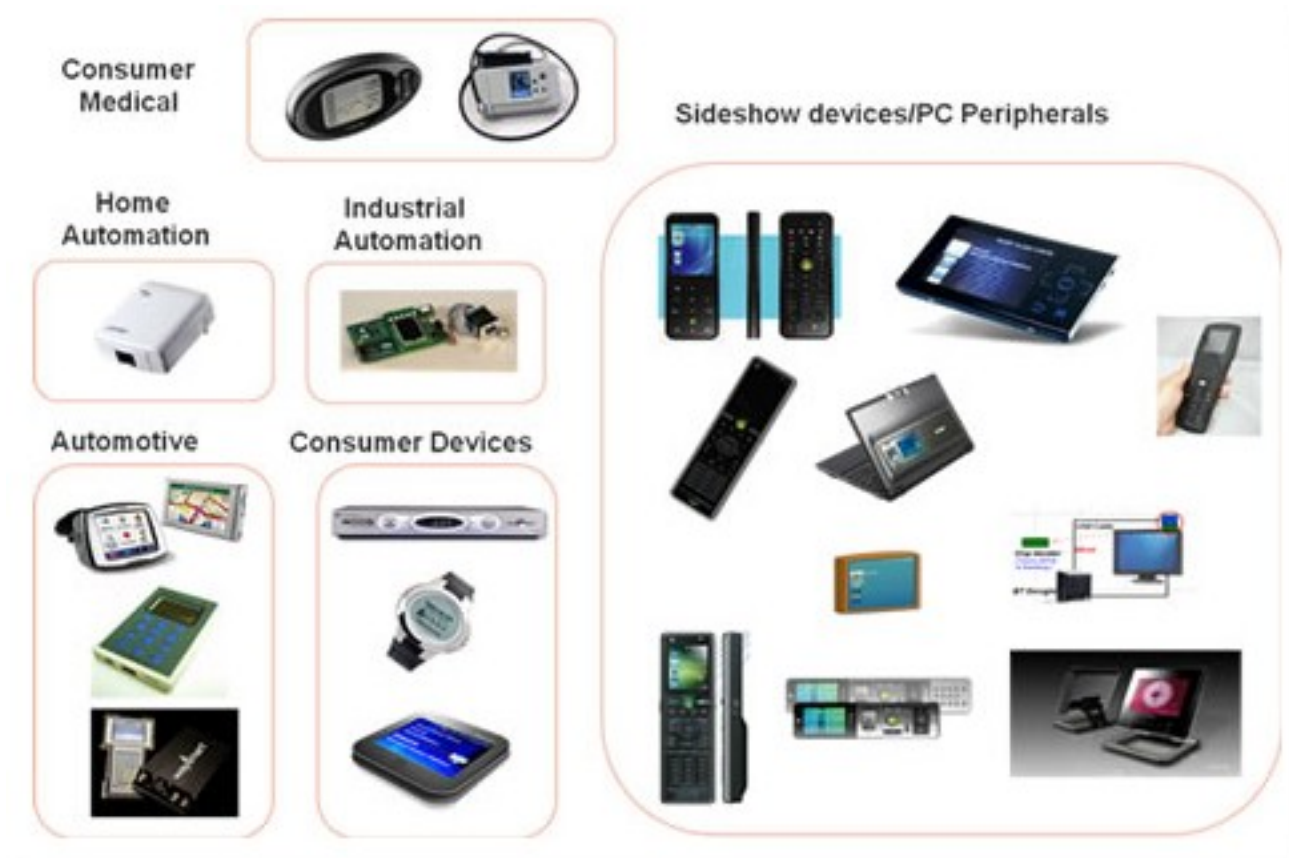 Consumer
Medical
Sideshow devices/PC Peripherals
Home
Automation
Industrial
Automation
Automotive
Consumer Devices